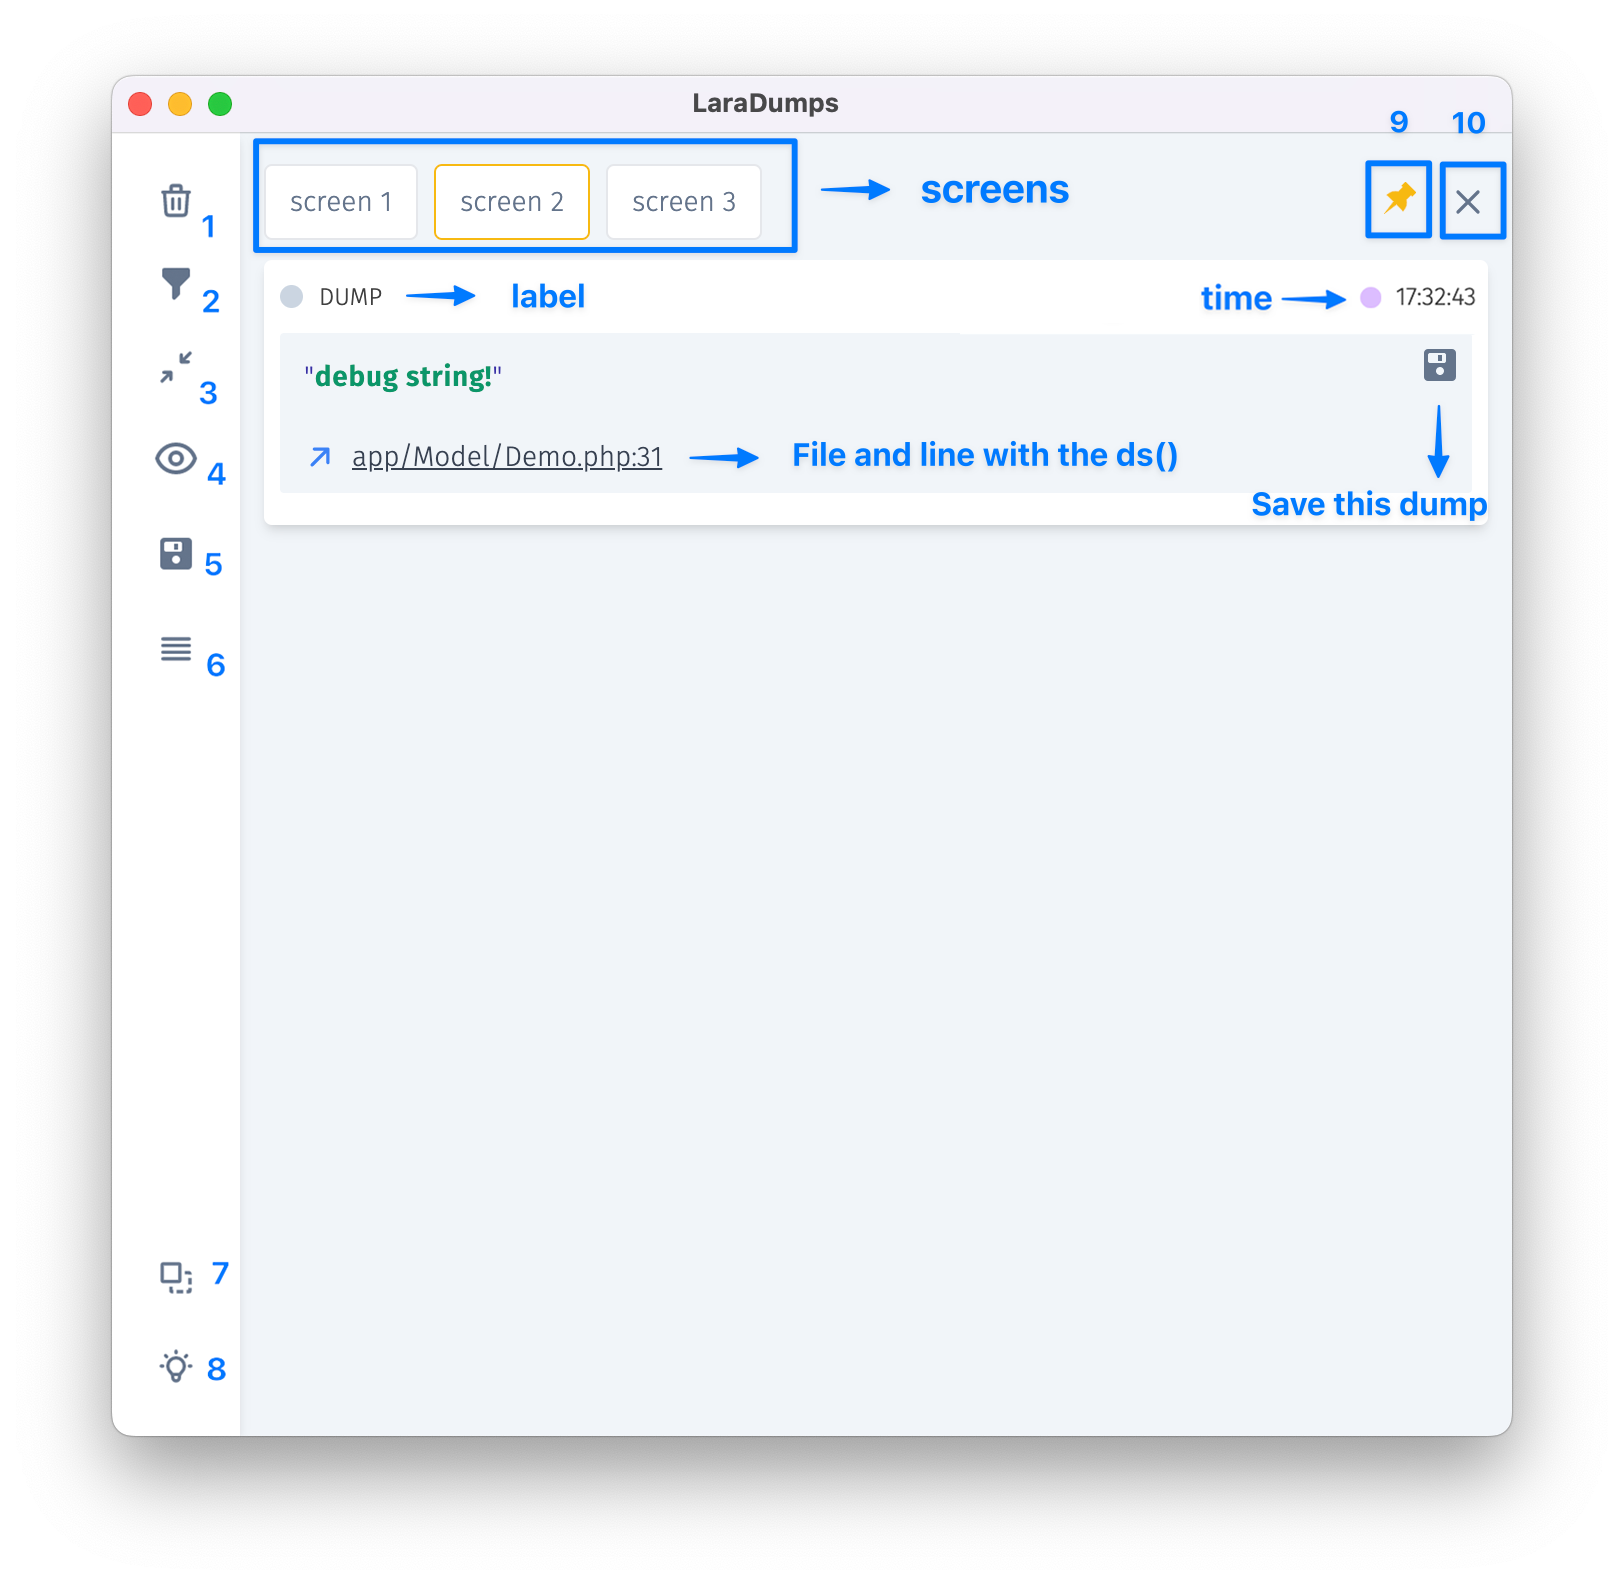 LaraDumps
9 10
screen 1 screen 2 screen 3 screens
1
DUMP label time 17:32:43
2
"debug string!"
3
app/Model/Demo.php:31 File and line with the ds()
4
Save this dump
5
6
7
8